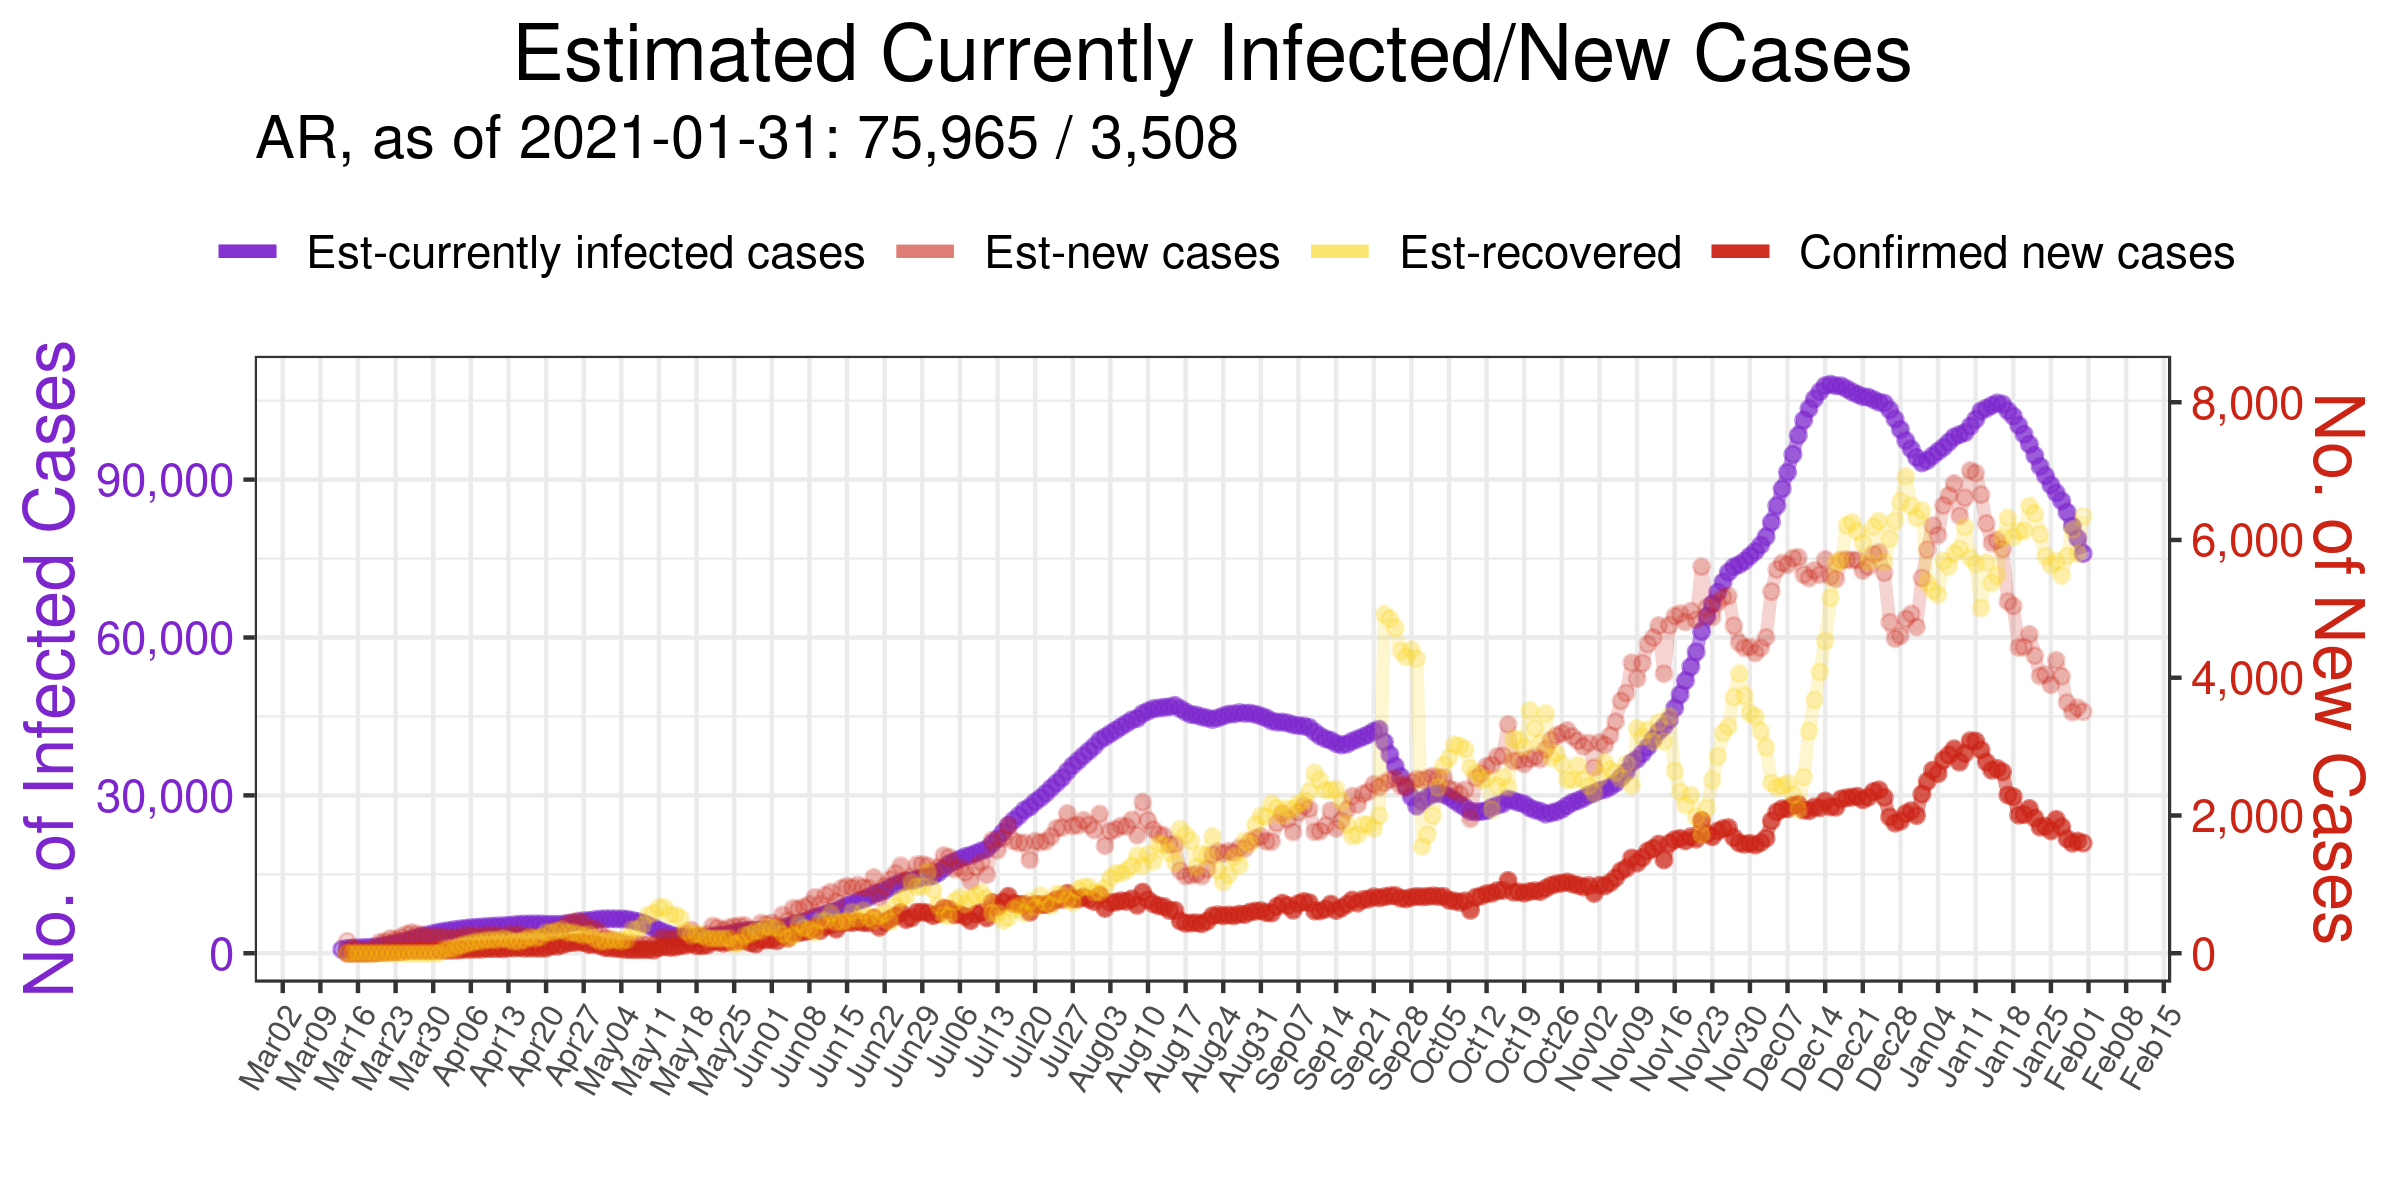 Estimated Currently Infected/New Cases
AR, as of 2021-01-31: 75,965 / 3,508
Est-currently infected cases
Est-new cases
Est-recovered
Confirmed new cases
No. of Infected Cases
90,000
60,000
30,000
0
8,000
6,000
4,000
2,000
0
No. of New Cases
Mar02
Mar09
Mar16
Mar23
Mar30
Apr06
Apr13
Apr20
Apr27
May04
May11
May18
May25
Jun01
Jun08
Jun15
Jun22
Jun29
Jul06
Jul13
Jul20
Jul27
Aug03
Aug10
Aug17
Aug24
Aug31
Sep07
Sep14
Sep21
Sep28
Oct05
Oct12
Oct19
Oct26
Nov02
Nov09
Nov16
Nov23
Nov30
Dec07
Dec14
Dec21
Dec28
Jan04
Jan11
Jan18
Jan25
Feb01
Feb08
Feb15